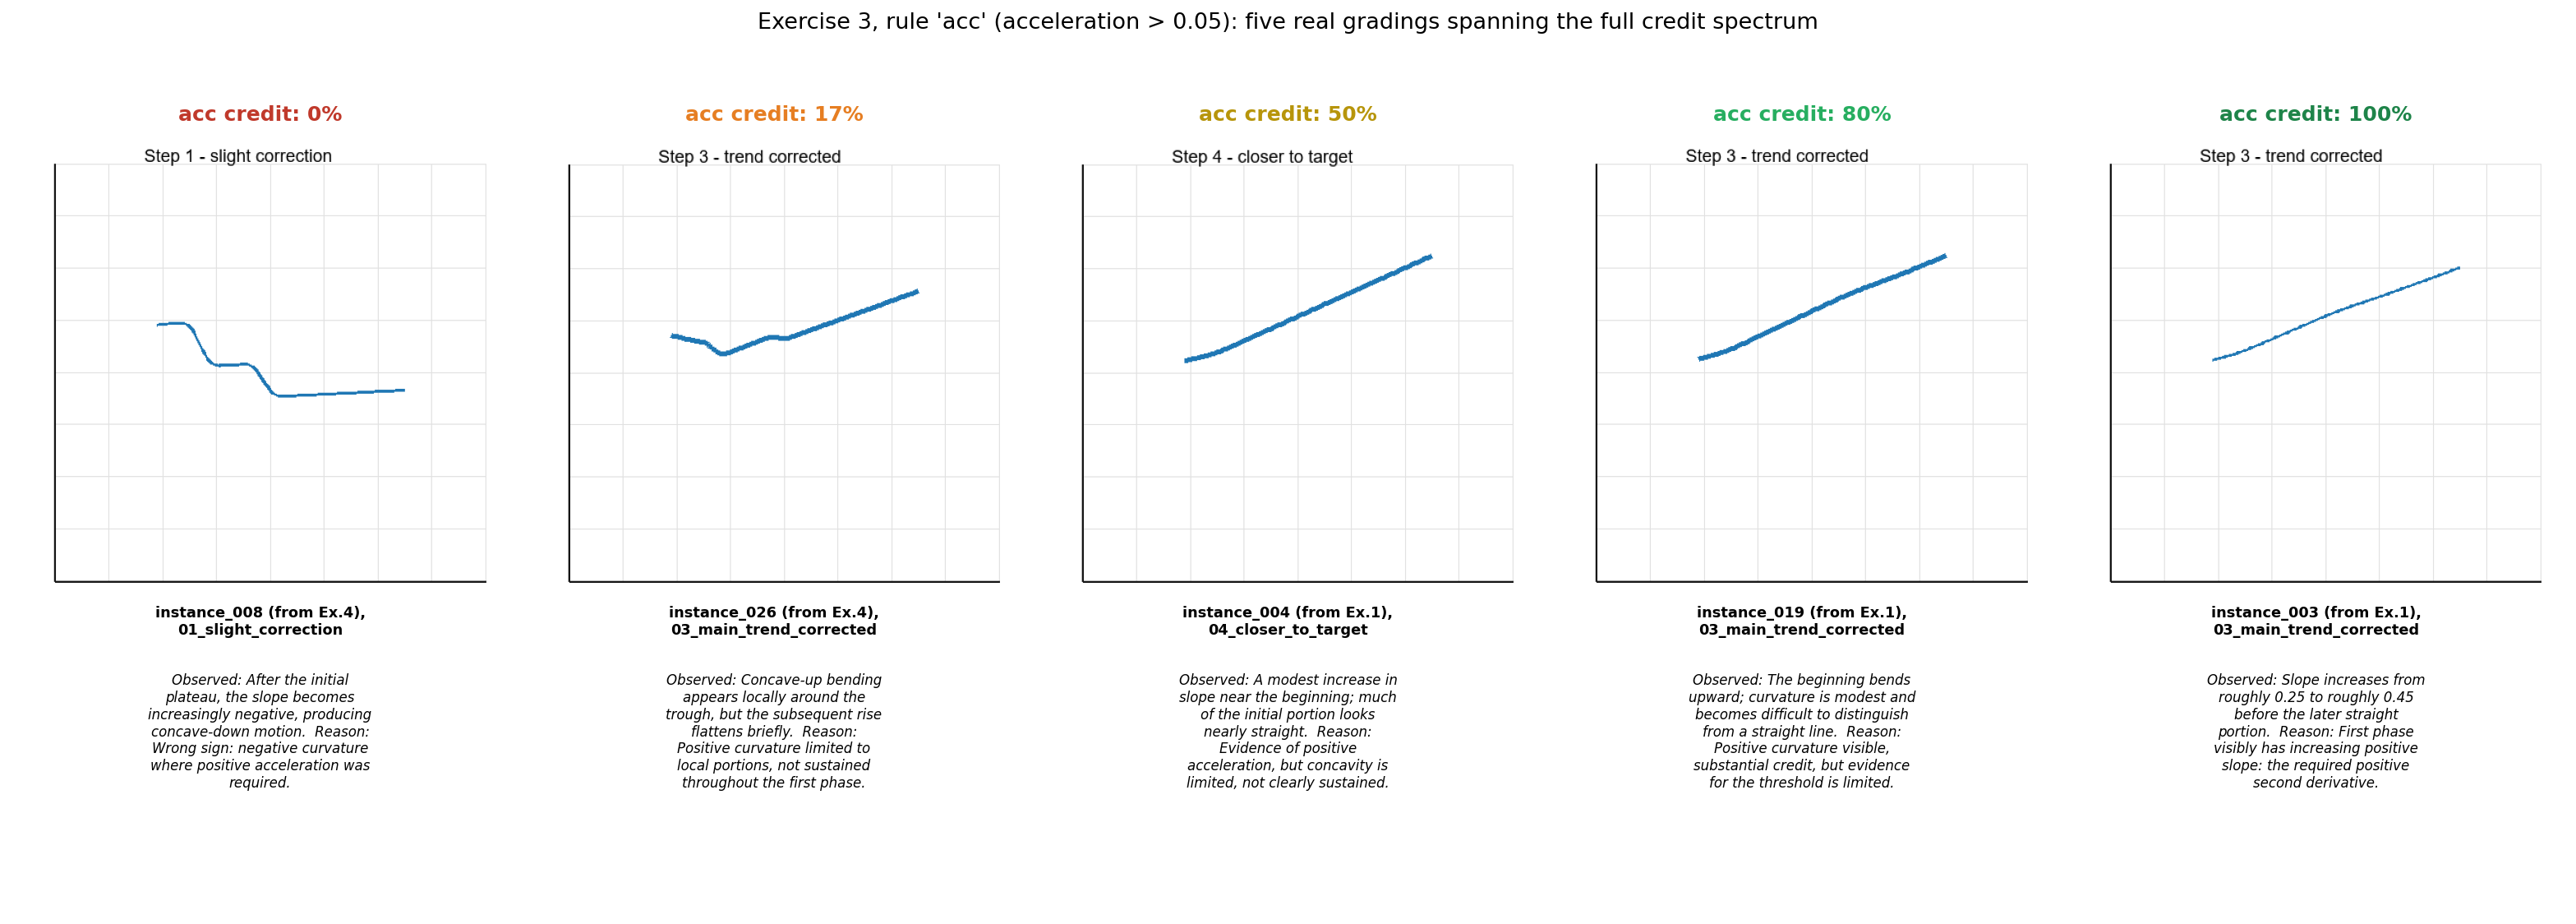 Exercise 3, rule 'acc' (acceleration > 0.05): five real gradings spanning the full credit spectrum
acc credit: 0%
Step 1 - slight correction
instance_008 (from Ex.4),
01_slight_correction
Observed: After the initial
plateau, the slope becomes
increasingly negative, producing
concave-down motion.  Reason:
Wrong sign: negative curvature
where positive acceleration was
required.
acc credit: 17%
Step 3 - trend corrected
instance_026 (from Ex.4),
03_main_trend_corrected
Observed: Concave-up bending
appears locally around the
trough, but the subsequent rise
flattens briefly.  Reason:
Positive curvature limited to
local portions, not sustained
throughout the first phase.
acc credit: 50%
Step 4 - closer to target
instance_004 (from Ex.1),
04_closer_to_target
Observed: A modest increase in
slope near the beginning; much
of the initial portion looks
nearly straight.  Reason:
Evidence of positive
acceleration, but concavity is
limited, not clearly sustained.
acc credit: 80%
Step 3 - trend corrected
instance_019 (from Ex.1),
03_main_trend_corrected
Observed: The beginning bends
upward; curvature is modest and
becomes difficult to distinguish
from a straight line.  Reason:
Positive curvature visible,
substantial credit, but evidence
for the threshold is limited.
acc credit: 100%
Step 3 - trend corrected
instance_003 (from Ex.1),
03_main_trend_corrected
Observed: Slope increases from
roughly 0.25 to roughly 0.45
before the later straight
portion.  Reason: First phase
visibly has increasing positive
slope: the required positive
second derivative.